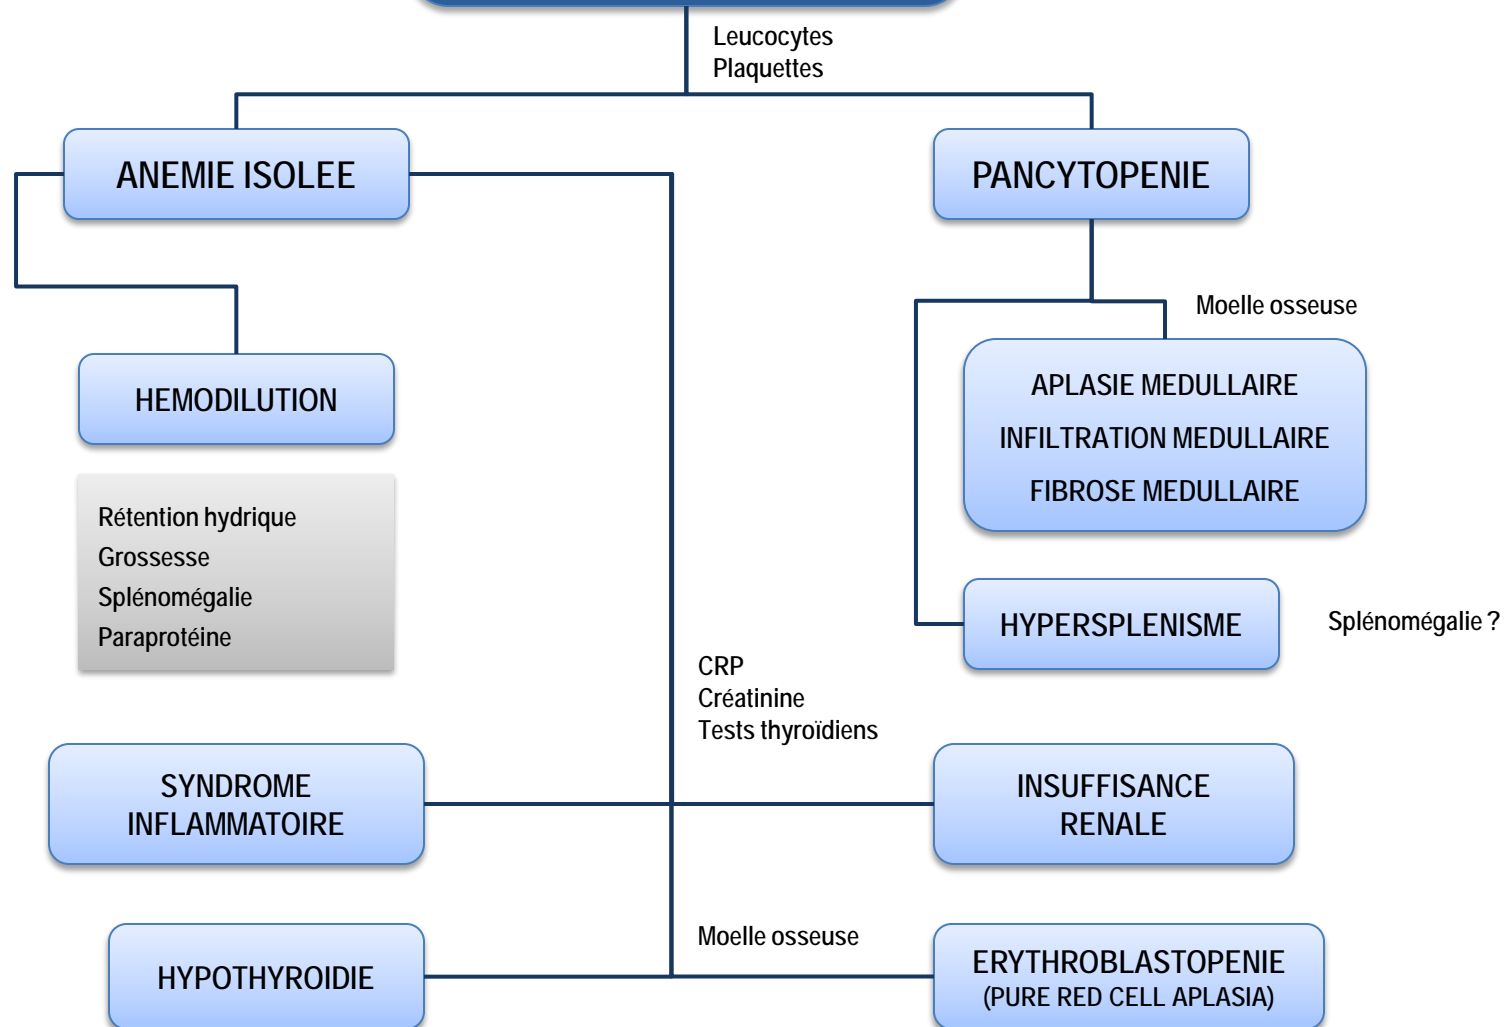 Leucocytes
Plaquettes
ANEMIE ISOLEE
PANCYTOPENIE
Moelle osseuse
HEMODILUTION
APLASIE MEDULLAIRE
INFILTRATION MEDULLAIRE
FIBROSE MEDULLAIRE
Rétention hydrique
Grossesse
Splénomégalie
Paraprotéine
HYPERSPLENISME
Splénomégalie ?
CRP
Créatinine
Tests thyroïdiens
SYNDROME
INFLAMMATOIRE
INSUFFISANCE
RENALE
Moelle osseuse
HYPOTHYROIDIE
ERYTHROBLASTOPENIE
(PURE RED CELL APLASIA)